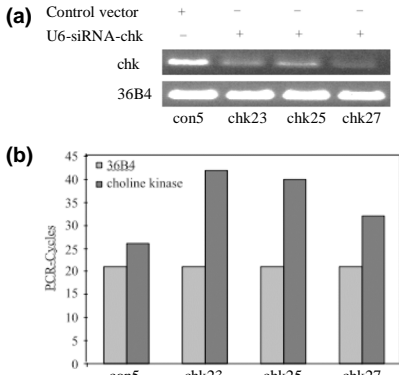 (a)
Control vector + − − −
U6-siRNA-chk − + + +
chk
36B4
con5 chk23 chk25 chk27
(b)
45
40
35
30
25
20
15
10
5
0
PCR-Cycles
36B4
choline kinase
con5 chk23 chk25 chk27